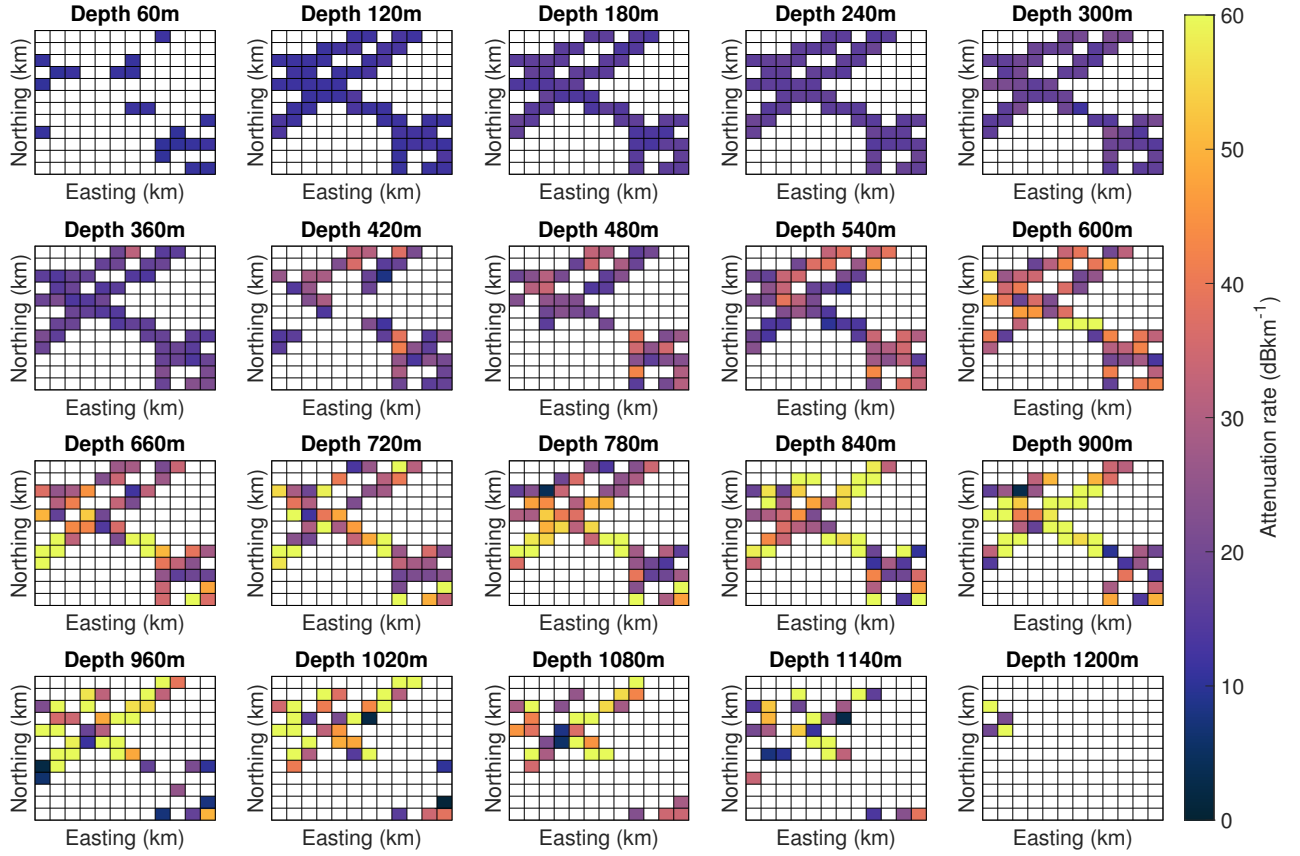 Depth 60m
Depth 120m
Depth 180m
Depth 240m
Depth 300m
Northing (km)
Northing (km)
Northing (km)
Northing (km)
Northing (km)
Easting (km)
Easting (km)
Easting (km)
Easting (km)
Easting (km)
Depth 360m
Depth 420m
Depth 480m
Depth 540m
Depth 600m
Northing (km)
Northing (km)
Northing (km)
Northing (km)
Northing (km)
Easting (km)
Easting (km)
Easting (km)
Easting (km)
Easting (km)
Depth 660m
Depth 720m
Depth 780m
Depth 840m
Depth 900m
Northing (km)
Northing (km)
Northing (km)
Northing (km)
Northing (km)
Easting (km)
Easting (km)
Easting (km)
Easting (km)
Easting (km)
Depth 960m
Depth 1020m
Depth 1080m
Depth 1140m
Depth 1200m
Northing (km)
Northing (km)
Northing (km)
Northing (km)
Northing (km)
Easting (km)
Easting (km)
Easting (km)
Easting (km)
Easting (km)
60
50
40
30
20
10
0
Attenuation rate (dBkm⁻¹)